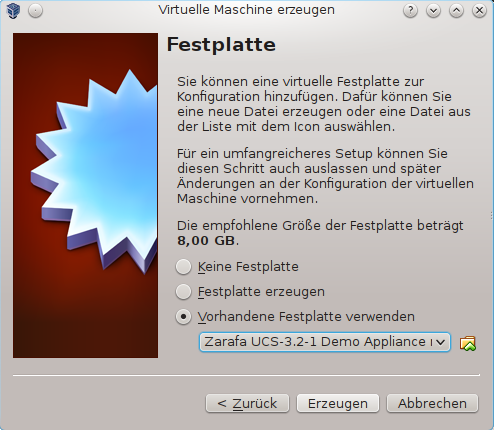 Virtuelle Maschine erzeugen
Festplatte
Sie können eine virtuelle Festplatte zur
Konfiguration hinzufügen. Dafür können Sie
eine neue Datei erzeugen oder eine Datei aus
der Liste mit dem Icon auswählen.
Für ein umfangreicheres Setup können Sie
diesen Schritt auch auslassen und später
Änderungen an der Konfiguration der virtuellen
Maschine vornehmen.
Die empfohlene Größe der Festplatte beträgt
8,00 GB.
Keine Festplatte
Festplatte erzeugen
Vorhandene Festplatte verwenden
Zarafa UCS-3.2-1 Demo Appliance
< Zurück
Erzeugen
Abbrechen